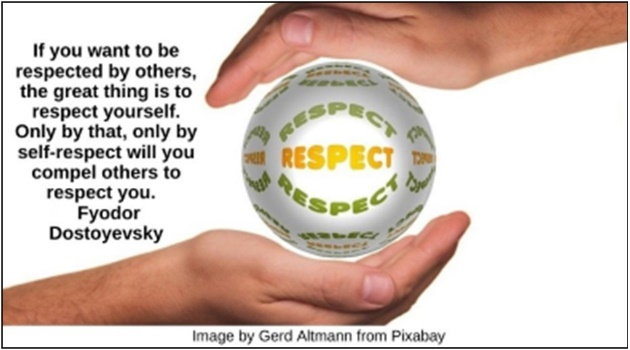 If you want to be
respected by others,
the great thing is to
respect yourself.
Only by that, only by
self-respect will you
compel others to
respect you.
Fyodor
Dostoyevsky
RESPECT
RESPECT
RESPECT
Image by Gerd Altmann from Pixabay